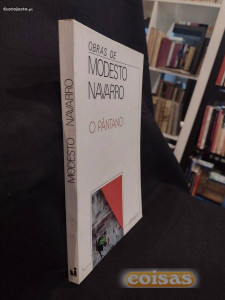 OBRAS DE
MODESTO
NAVARRO
O PÂNTANO
MODESTO NAVARRO
coisas